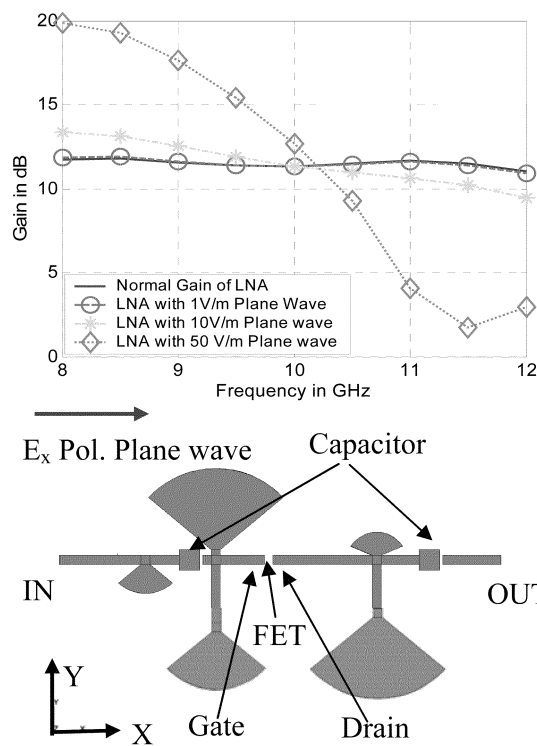 20
15
10
5
0
Gain in dB
Normal Gain of LNA
LNA with 1V/m Plane Wave
LNA with 10V/m Plane wave
LNA with 50 V/m Plane wave
8 9 10 11 12
Frequency in GHz
Ex Pol. Plane wave
Capacitor
IN
OUT
FET
Y
X
Gate
Drain